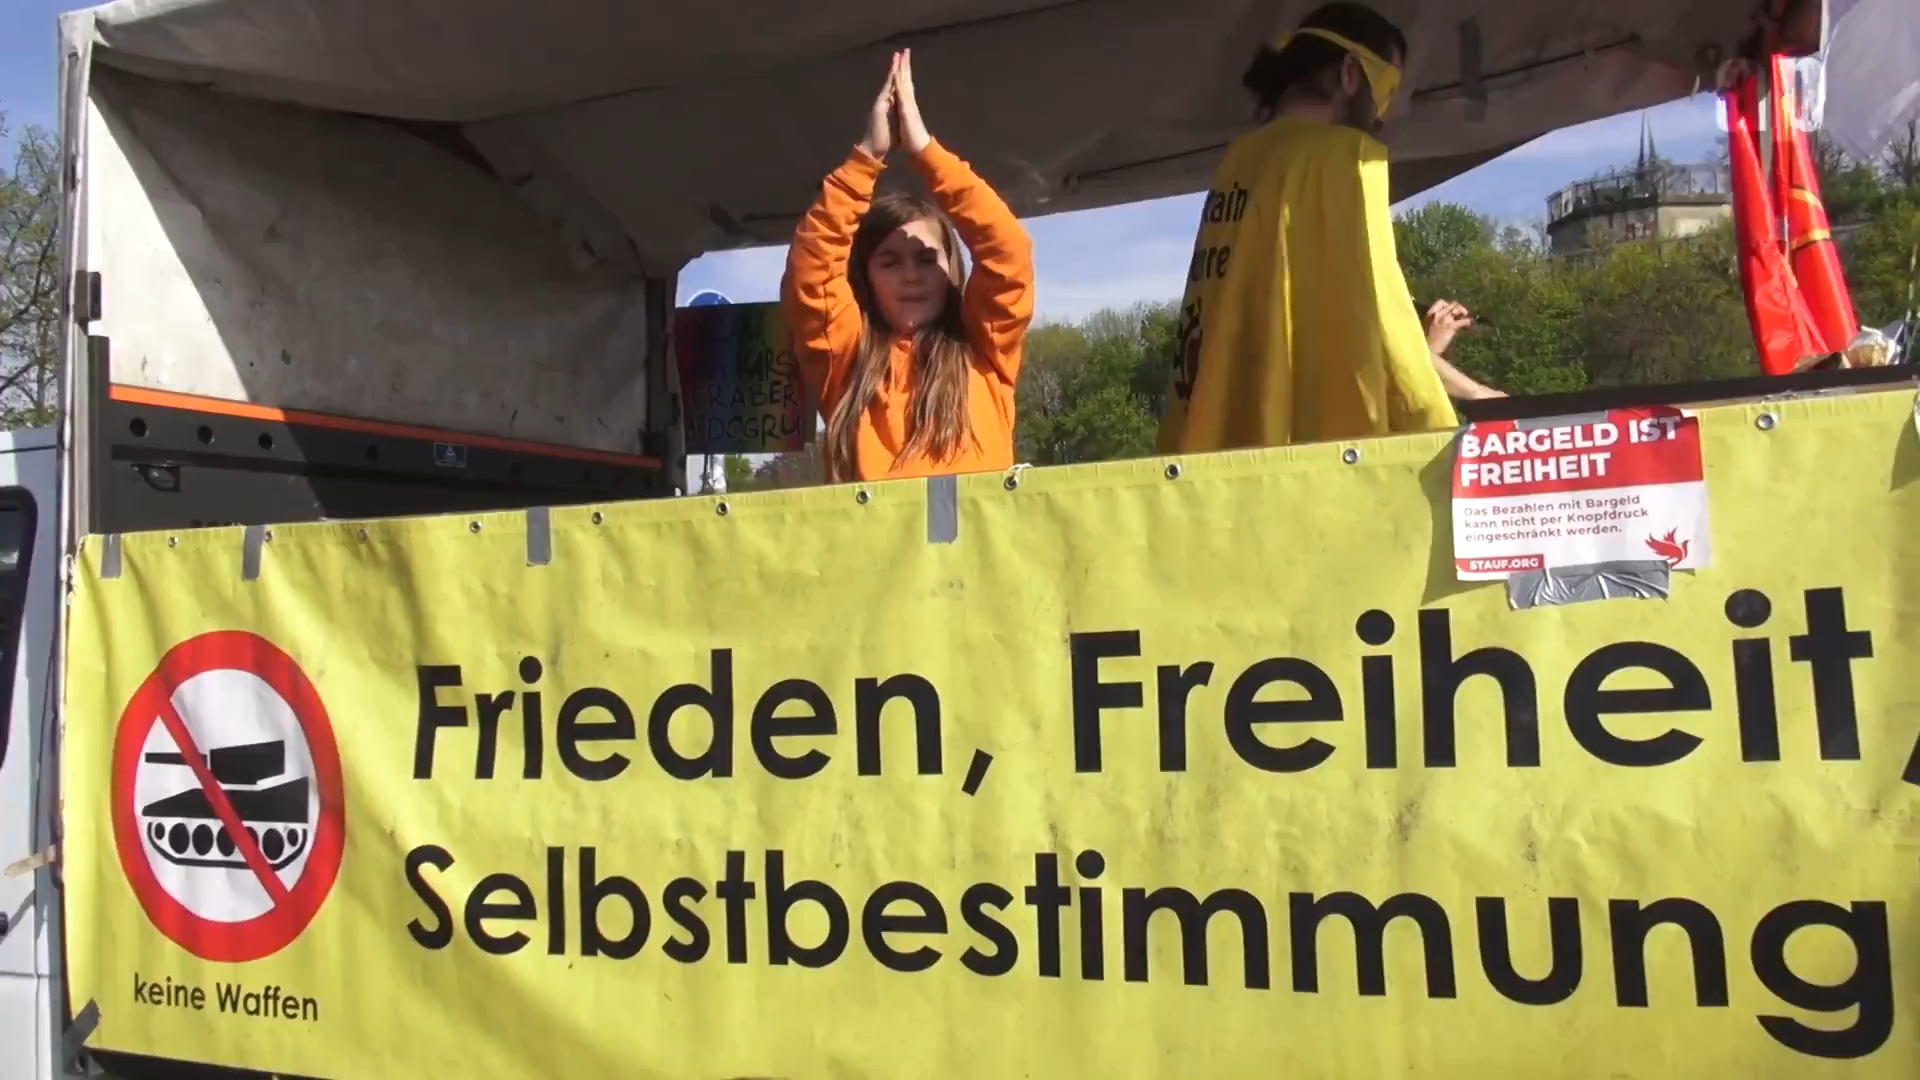 BARGELD IST
FREIHEIT
Das Bezahlen mit Bargeld
kann nicht per Knopfdruck
eingeschränkt werden.
STAUF.ORG
Frieden, Freiheit,
Selbstbestimmung
keine Waffen